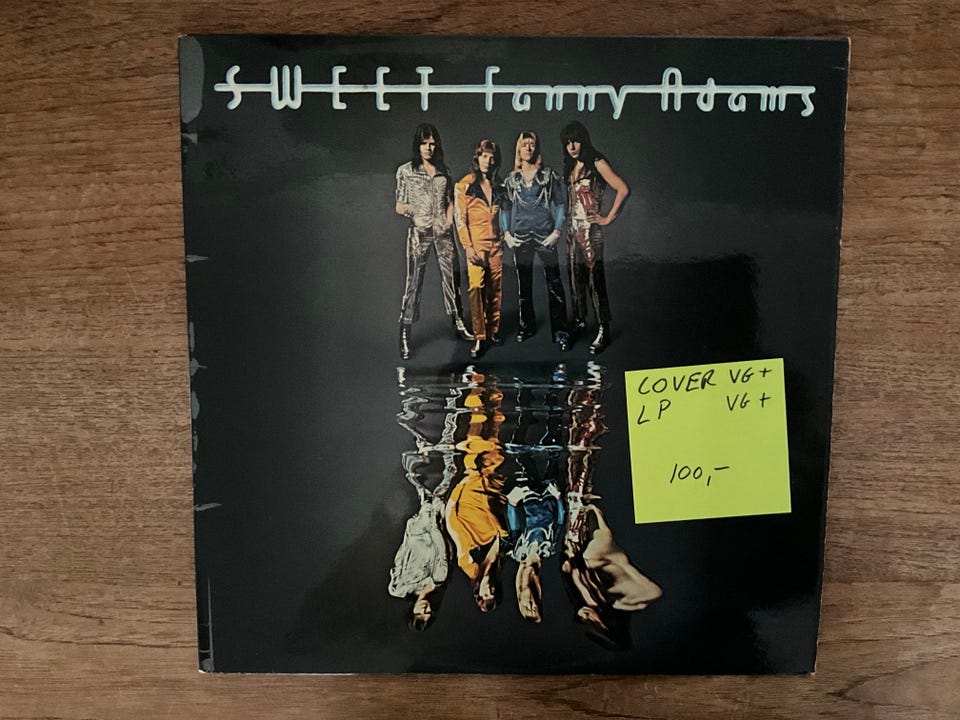 SWEET Fanny Adams
COVER VG+
LP VG+
100,-